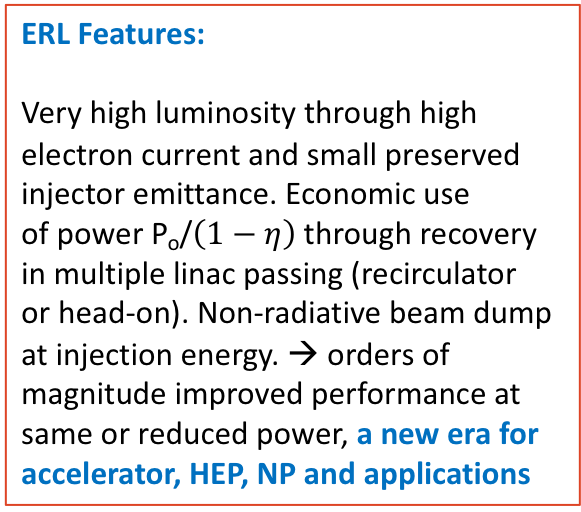 ERL Features:
Very high luminosity through high
electron current and small preserved
injector emittance. Economic use
of power Pₒ/(1 − η) through recovery
in multiple linac passing (recirculator
or head-on). Non-radiative beam dump
at injection energy. → orders of
magnitude improved performance at
same or reduced power, a new era for
accelerator, HEP, NP and applications